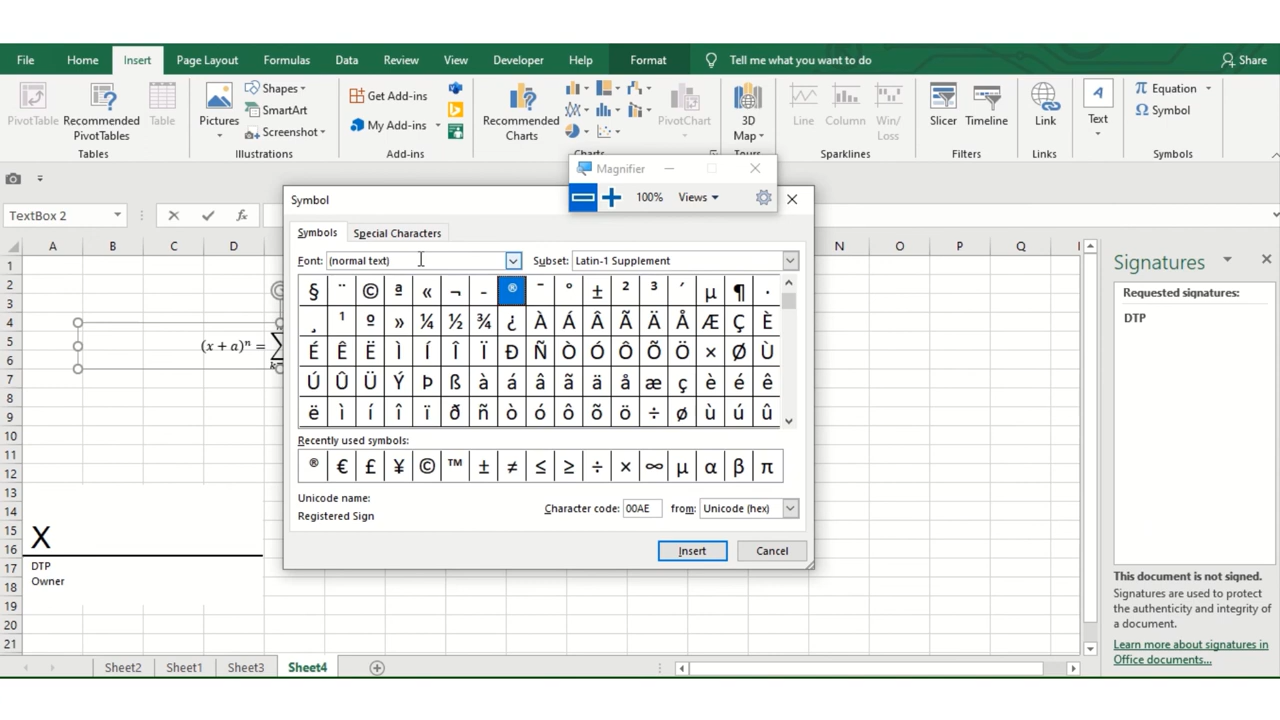 File Home Insert Page Layout Formulas Data Review View Developer Help Format Tell me what you want to do Share
PivotTable Recommended PivotTables Table
Tables
Pictures Shapes SmartArt Screenshot
Illustrations
Get Add-ins
My Add-ins
Add-ins
Recommended Charts
PivotChart
Charts
3D Map
Tours
Line Column Win/Loss
Sparklines
Slicer Timeline
Filters
Link
Links
Text
π Equation
Ω Symbol
Symbols
Magnifier
100% Views
TextBox 2 fx
A B C D N O P Q
1
2
3
4
5
6
7
8
9
10
11
12
13
14
15
16
17
18
19
20
21
(x + a)ⁿ = ∑
X
DTP
Owner
Symbol
Symbols Special Characters
Font: (normal text) Subset: Latin-1 Supplement
§ ¨ © ª « ¬ - ® ¯ ° ± ² ³ ´ µ ¶ ·
¸ ¹ º » ¼ ½ ¾ ¿ À Á Â Ã Ä Å Æ Ç È
É Ê Ë Ì Í Î Ï Ð Ñ Ò Ó Ô Õ Ö × Ø Ù
Ú Û Ü Ý Þ ß à á â ã ä å æ ç è é ê
ë ì í î ï ð ñ ò ó ô õ ö ÷ ø ù ú û
Recently used symbols:
® € £ ¥ © ™ ± ≠ ≤ ≥ ÷ × ∞ µ α β π
Unicode name:
Registered Sign
Character code: 00AE from: Unicode (hex)
Insert Cancel
Signatures
Requested signatures:
DTP
This document is not signed.
Signatures are used to protect
the authenticity and integrity of
a document.
Learn more about signatures in
Office documents...
Sheet2 Sheet1 Sheet3 Sheet4